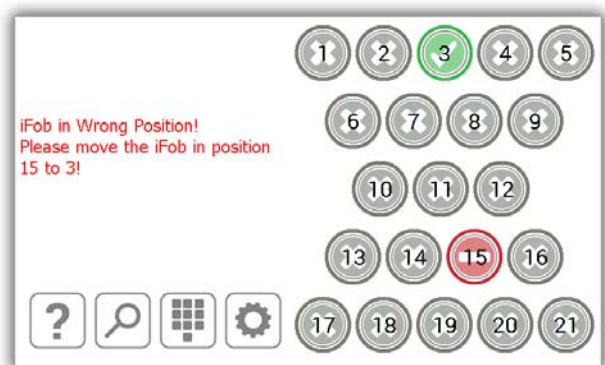 iFob in Wrong Position!
Please move the iFob in position
15 to 3!
1 2 3 4 5
6 7 8 9
10 11 12
13 14 15 16
17 18 19 20 21
?